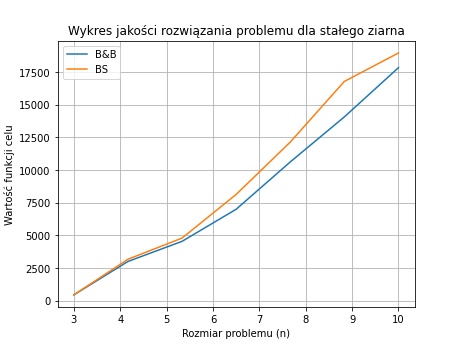 Wykres jakości rozwiązania problemu dla stałego ziarna
B&B
BS
Wartość funkcji celu
17500
15000
12500
10000
7500
5000
2500
0
3 4 5 6 7 8 9 10
Rozmiar problemu (n)